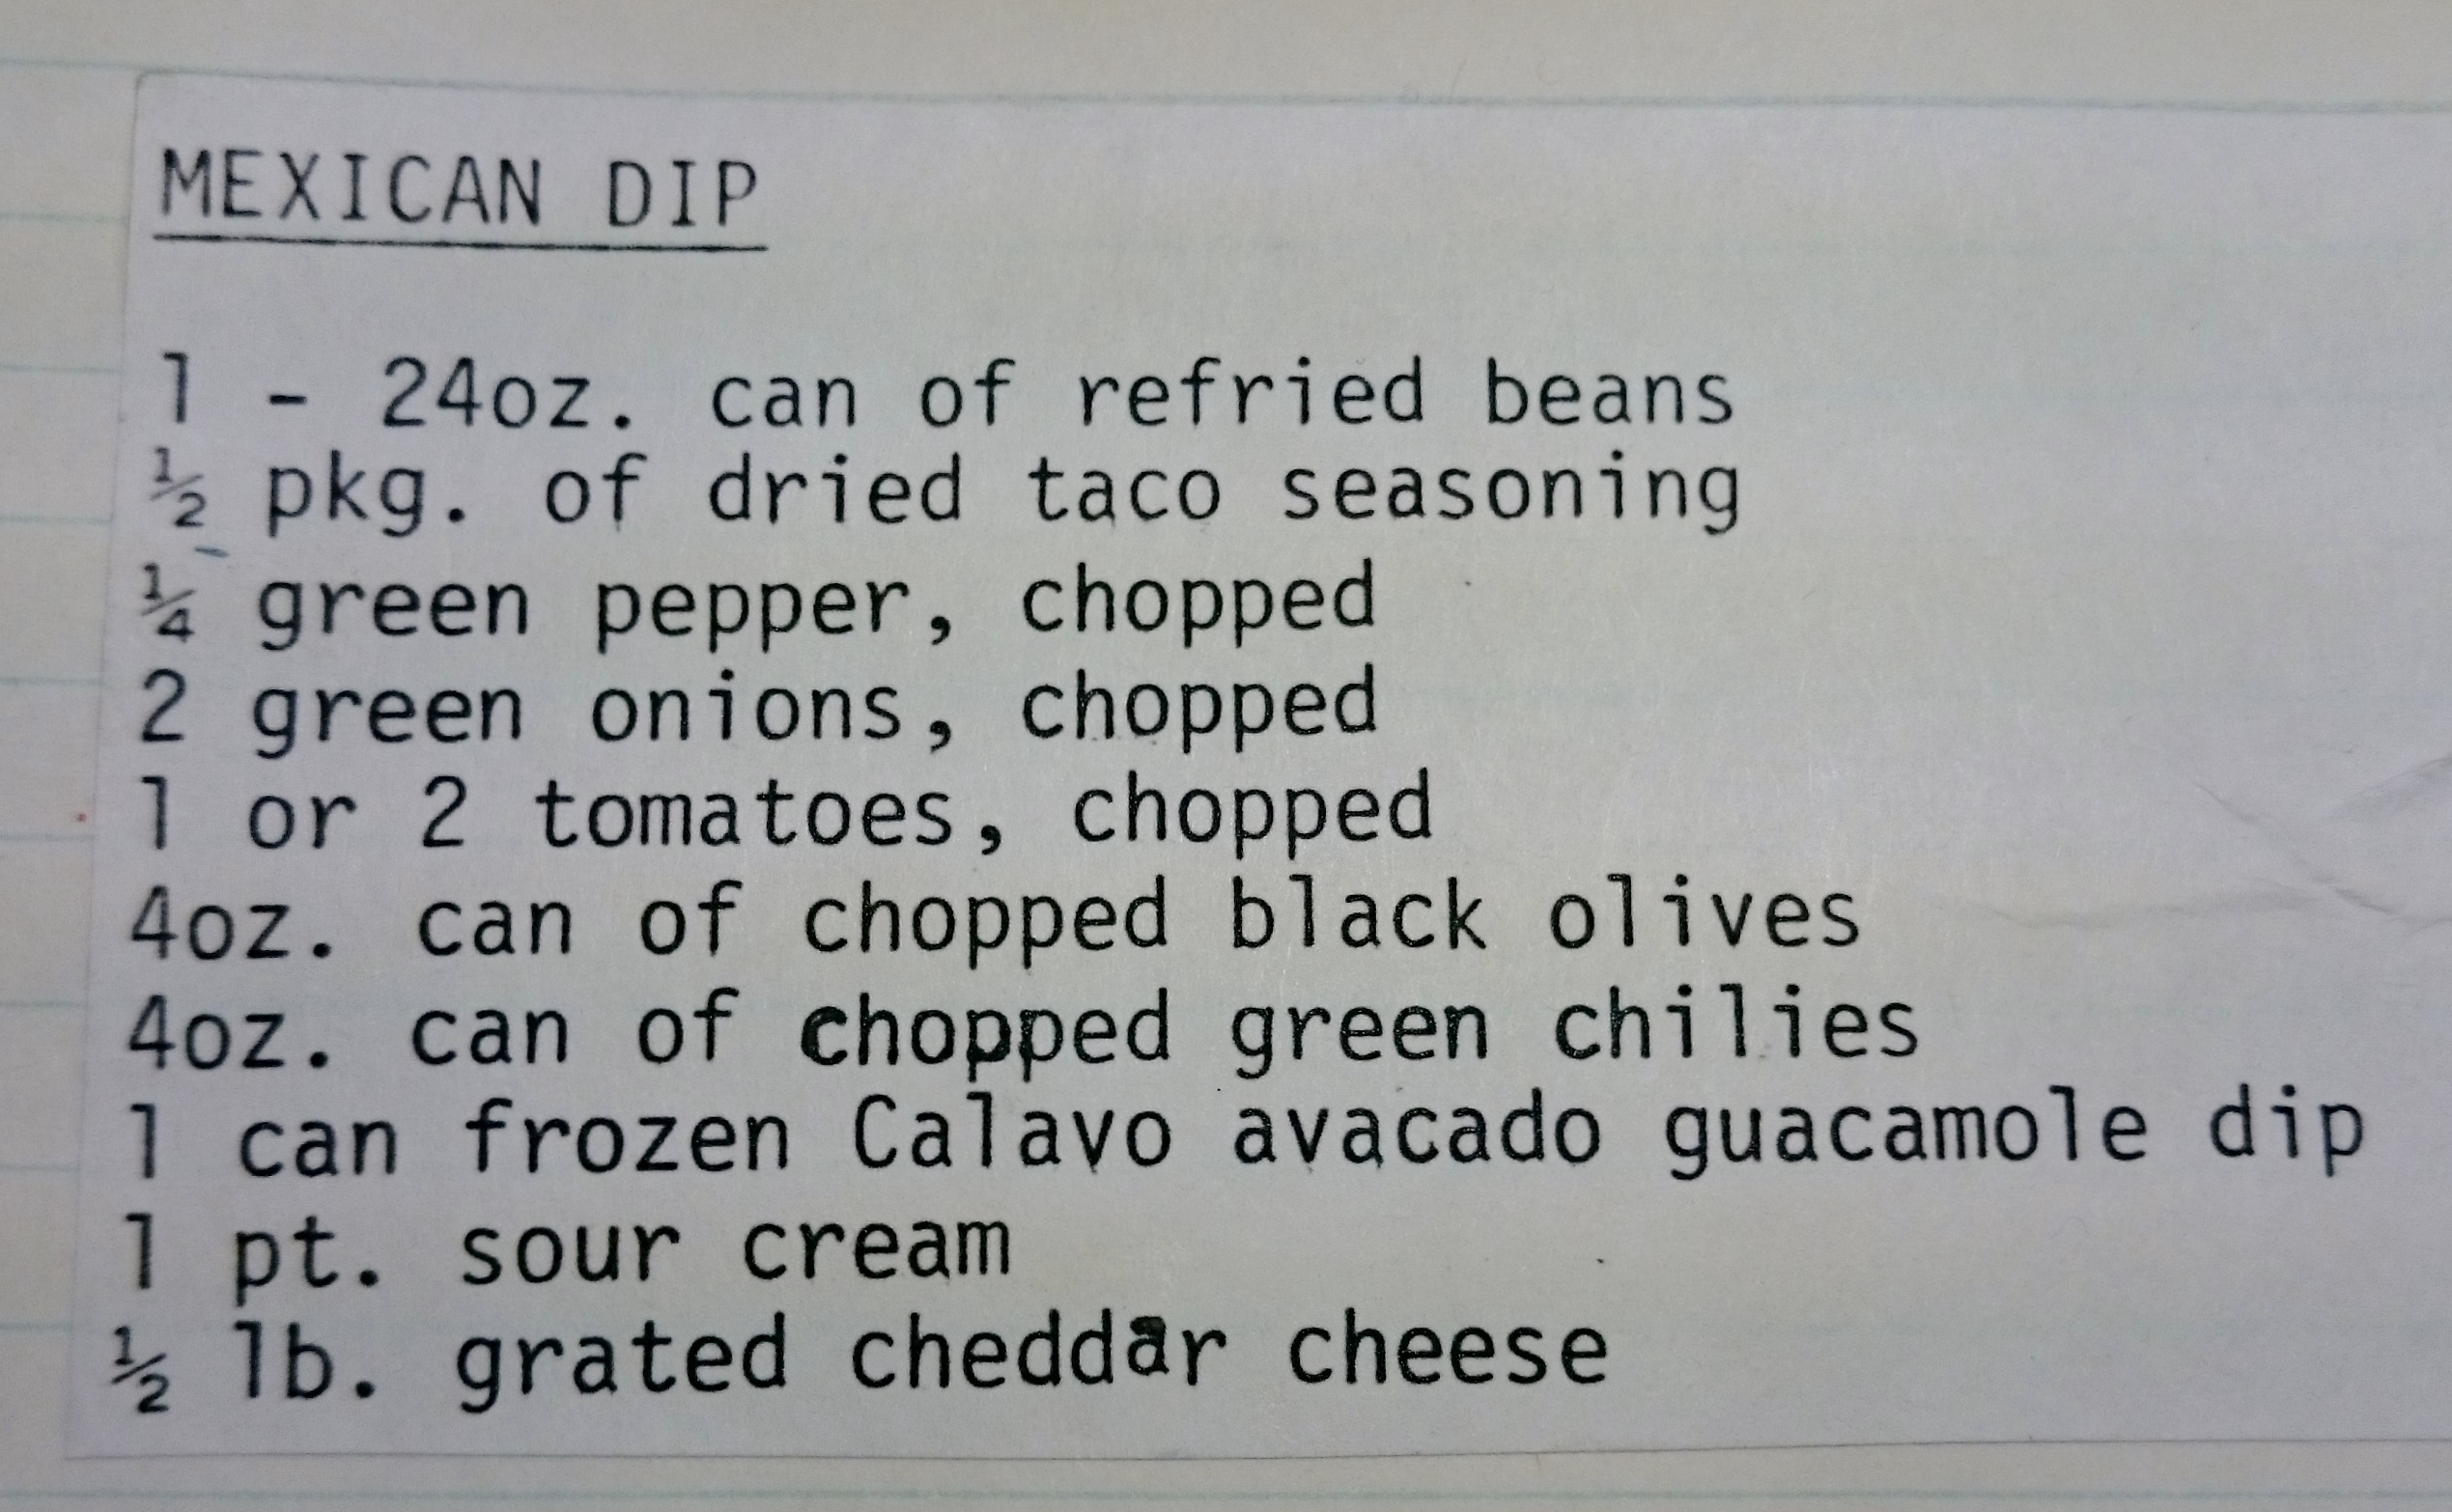 MEXICAN DIP
1 - 24oz. can of refried beans
½ pkg. of dried taco seasoning
¼ green pepper, chopped
2 green onions, chopped
1 or 2 tomatoes, chopped
4oz. can of chopped black olives
4oz. can of chopped green chilies
1 can frozen Calavo avacado guacamole dip
1 pt. sour cream
½ lb. grated cheddar cheese